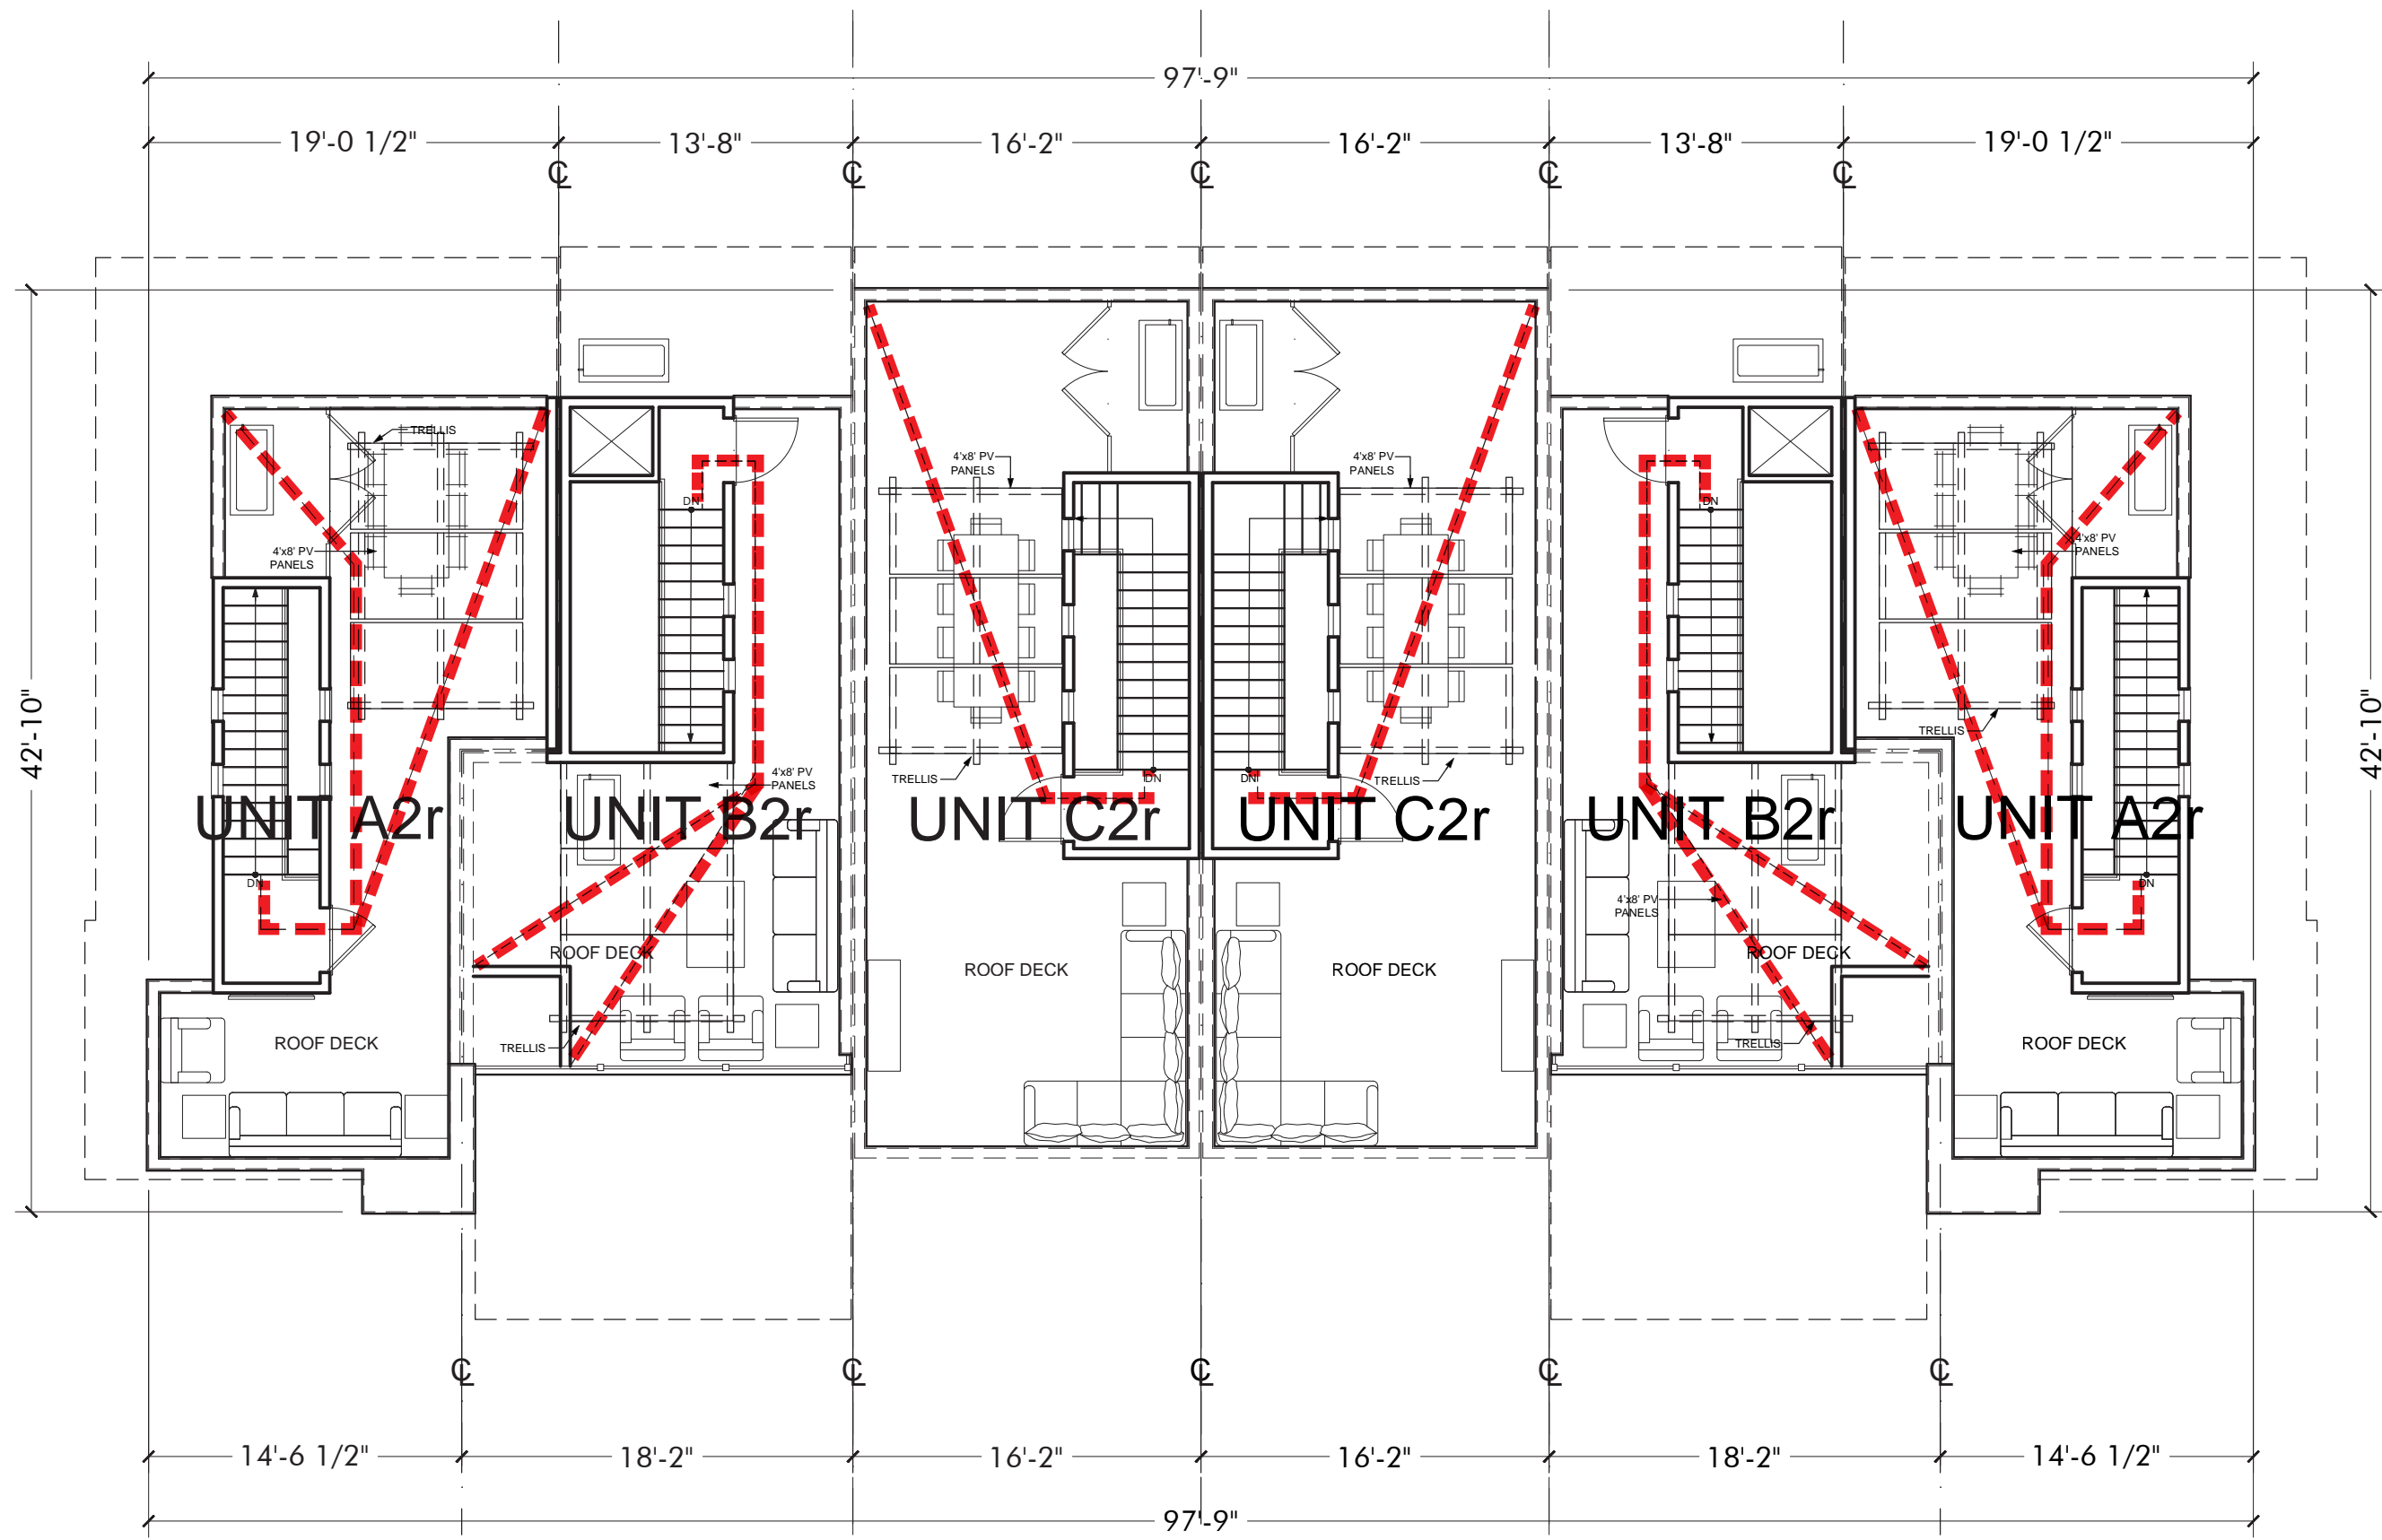 97'-9"
19'-0 1/2" 13'-8" 16'-2" 16'-2" 13'-8" 19'-0 1/2"
℄ ℄ ℄ ℄ ℄
TRELLIS
4'x8' PV
PANELS
4'x8' PV
PANELS
DN
DN
4'x8' PV
PANELS
4'x8' PV
PANELS
42'-10"
42'-10"
TRELLIS
4'x8' PV
PANELS
TRELLIS
DN
DN
TRELLIS
UNIT A2r UNIT B2r UNIT C2r UNIT C2r UNIT B2r UNIT A2r
DN
DN
4'x8' PV
PANELS
ROOF DECK
ROOF DECK
ROOF DECK
ROOF DECK
ROOF DECK
TRELLIS
TRELLIS
ROOF DECK
℄ ℄ ℄ ℄ ℄
14'-6 1/2" 18'-2" 16'-2" 16'-2" 18'-2" 14'-6 1/2"
97'-9"